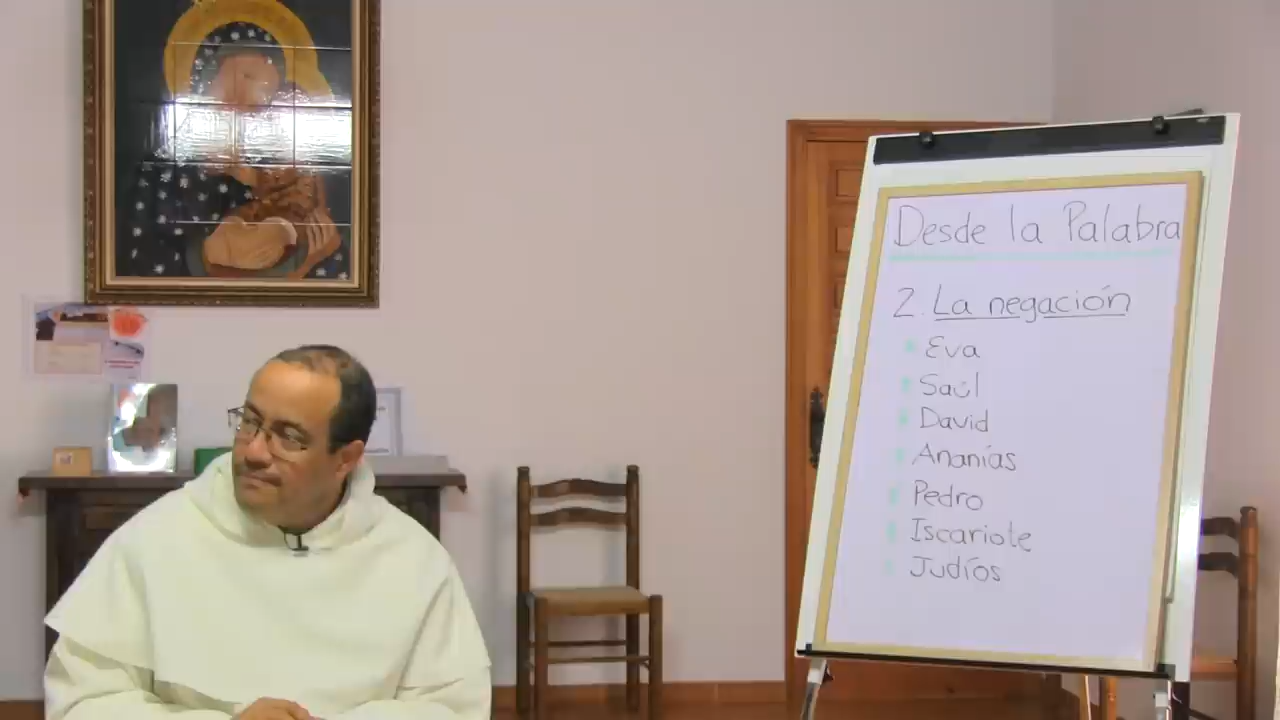 Desde la Palabra
2. La negación
Eva
Saúl
David
Ananías
Pedro
Iscariote
Judíos